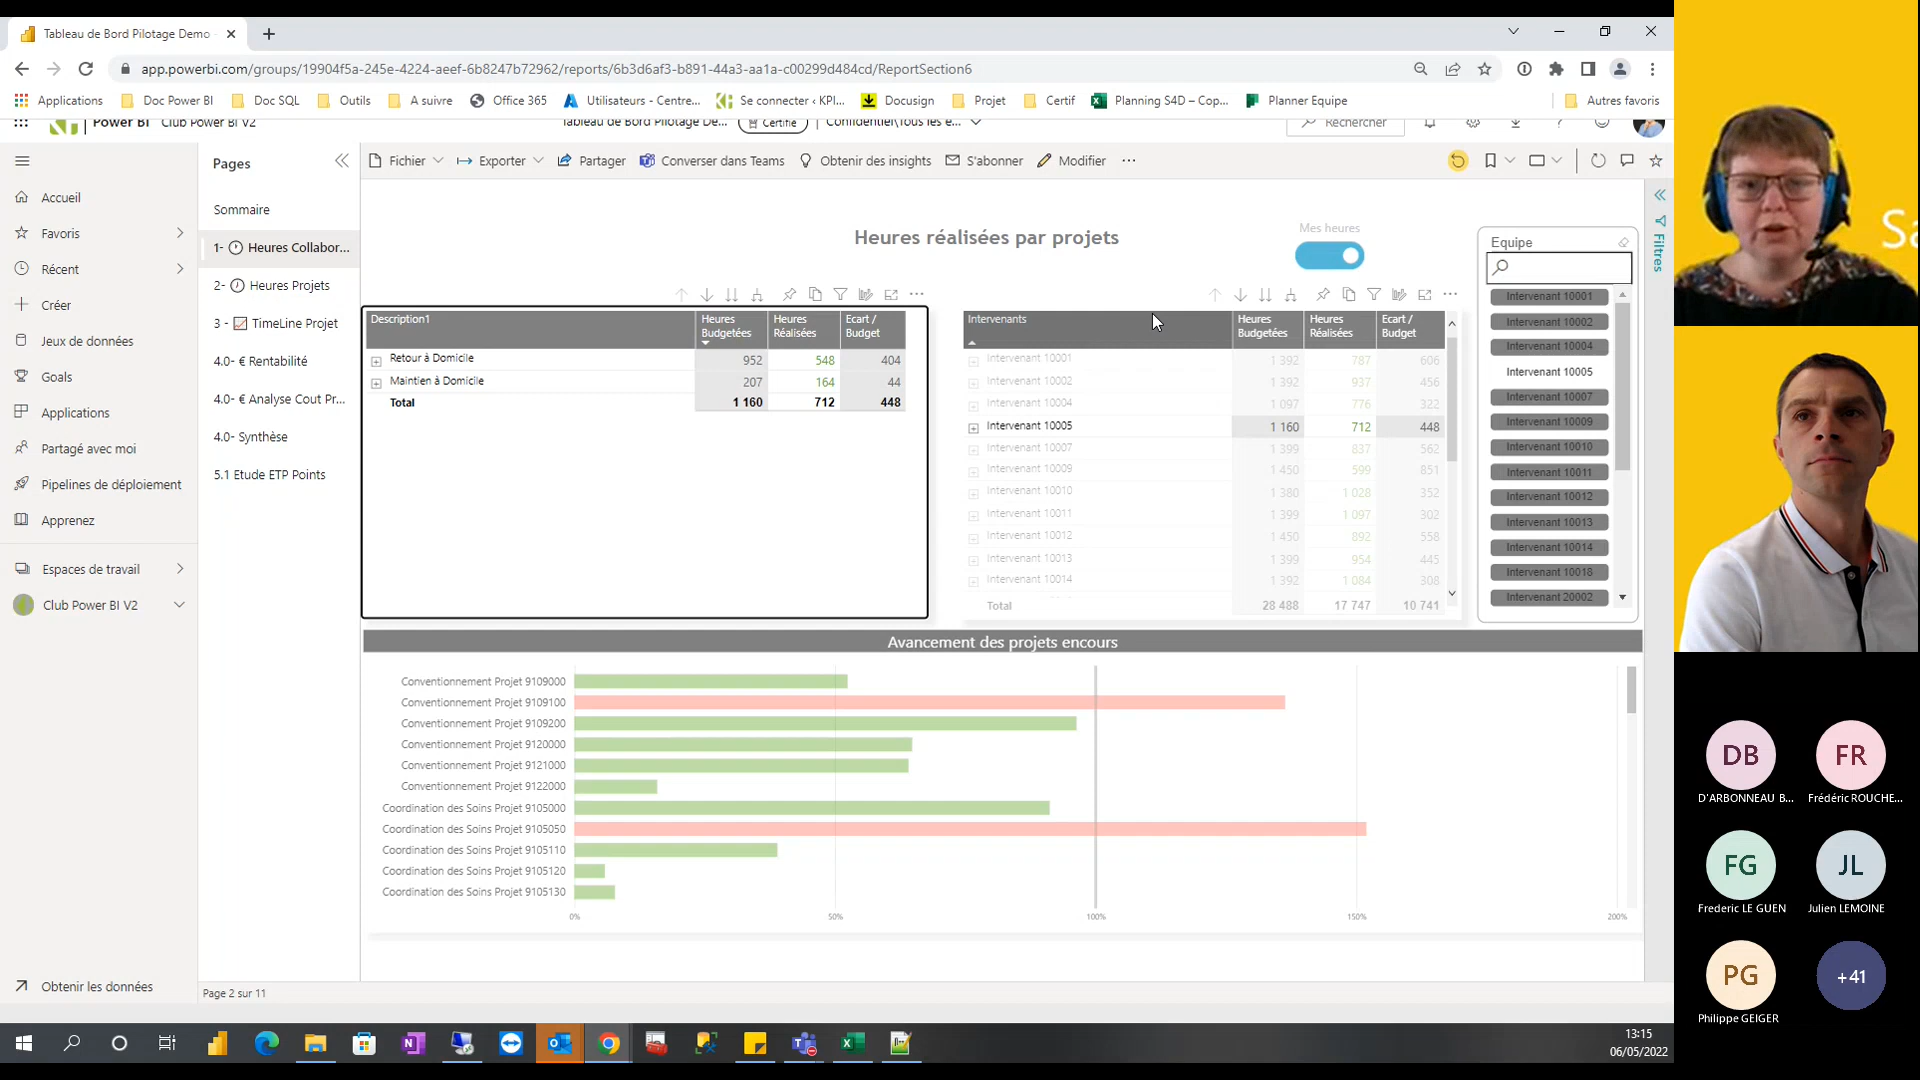 Tableau de Bord Pilotage Demo
app.powerbi.com/groups/19904f5a-245e-4224-aeef-6b8247b72962/reports/6b3d6af3-b891-44a3-aa1a-c00299d484cd/ReportSection6
Applications Doc Power BI Doc SQL Outils A suivre Office 365 Utilisateurs - Centre... Se connecter ‹ KPI... Docusign Projet Certif Planning S4D – Cop... Planner Equipe Autres favoris
Power BI Club Power BI V2 Tableau de Bord Pilotage De... Certifié Confidentiel\Tous les e... Rechercher
Pages
Fichier Exporter Partager Converser dans Teams Obtenir des insights S'abonner Modifier
Accueil
Favoris
Récent
Créer
Jeux de données
Goals
Applications
Partagé avec moi
Pipelines de déploiement
Apprenez
Espaces de travail
Club Power BI V2
Obtenir les données
Sommaire
1- Heures Collabor...
2- Heures Projets
3 - TimeLine Projet
4.0- € Rentabilité
4.0- € Analyse Cout Pr...
4.0- Synthèse
5.1 Etude ETP Points
Page 2 sur 11
Heures réalisées par projets
Mes heures
Description1 Heures Budgetées Heures Réalisées Ecart / Budget
Retour à Domicile 952 548 404
Maintien à Domicile 207 164 44
Total 1 160 712 448
Intervenants Heures Budgetées Heures Réalisées Ecart / Budget
Intervenant 10001 1 392 787 606
Intervenant 10002 1 392 937 456
Intervenant 10004 1 097 776 322
Intervenant 10005 1 160 712 448
Intervenant 10007 1 399 837 562
Intervenant 10009 1 450 599 851
Intervenant 10010 1 380 1 028 352
Intervenant 10011 1 399 1 097 302
Intervenant 10012 1 450 892 558
Intervenant 10013 1 399 954 445
Intervenant 10014 1 392 1 084 308
Total 28 488 17 747 10 741
Equipe
Intervenant 10001
Intervenant 10002
Intervenant 10004
Intervenant 10005
Intervenant 10007
Intervenant 10009
Intervenant 10010
Intervenant 10011
Intervenant 10012
Intervenant 10013
Intervenant 10014
Intervenant 10018
Intervenant 20002
Filtres
Avancement des projets encours
Conventionnement Projet 9109000
Conventionnement Projet 9109100
Conventionnement Projet 9109200
Conventionnement Projet 9120000
Conventionnement Projet 9121000
Conventionnement Projet 9122000
Coordination des Soins Projet 9105000
Coordination des Soins Projet 9105050
Coordination des Soins Projet 9105110
Coordination des Soins Projet 9105120
Coordination des Soins Projet 9105130
0% 50% 100% 150% 200%
Sa
DB FR
D'ARBONNEAU B... Frédéric ROUCHE...
FG JL
Frederic LE GUEN Julien LEMOINE
PG +41
Philippe GEIGER
13:15
06/05/2022